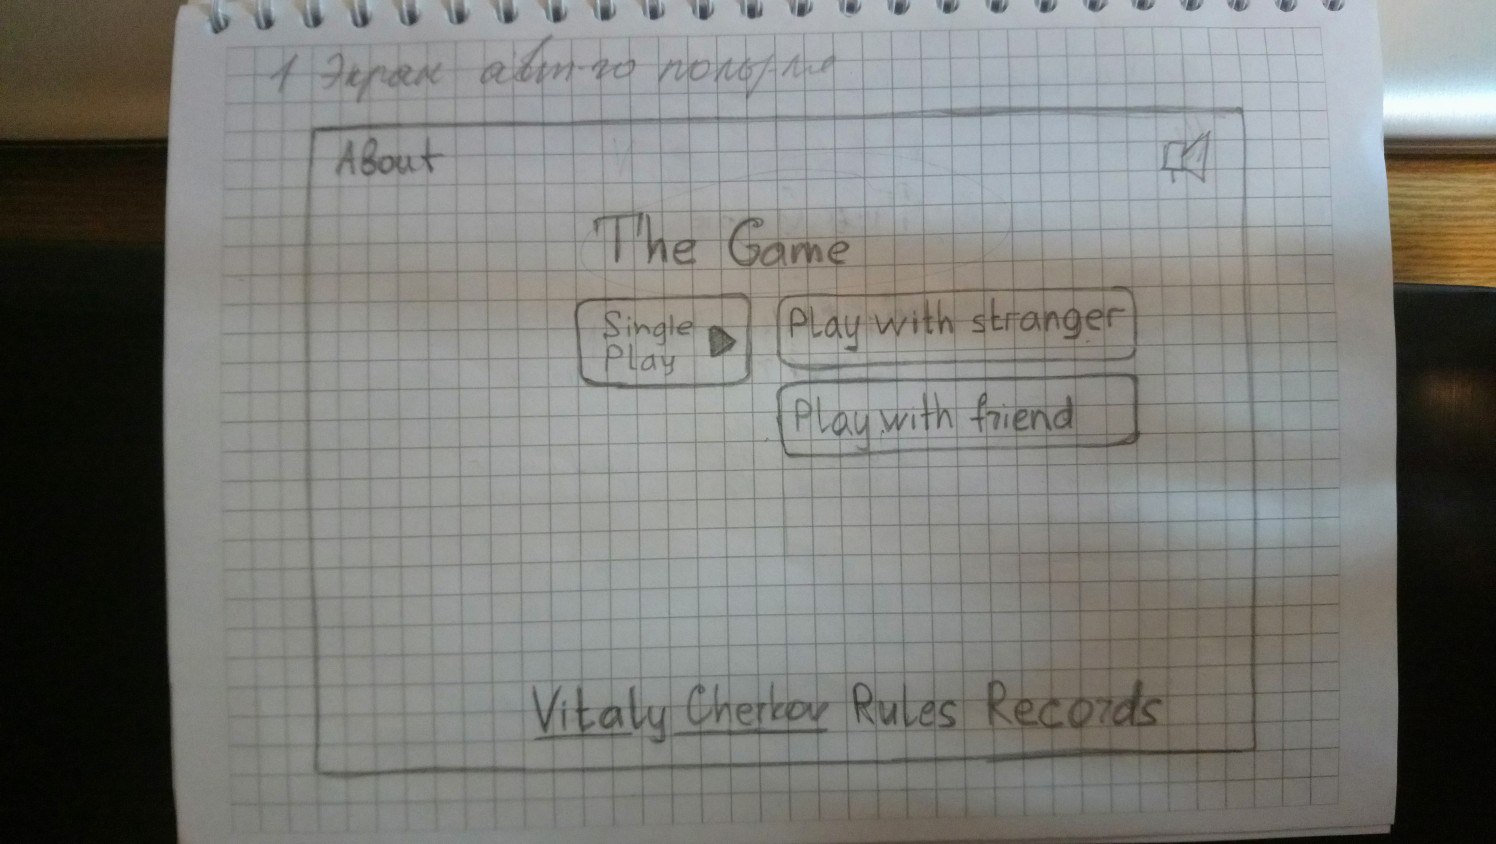 1 Экран авт-го польз-ля
About
The Game
Single
Play
Play with stranger
Play with friend
Vitaly Cherkov Rules Records